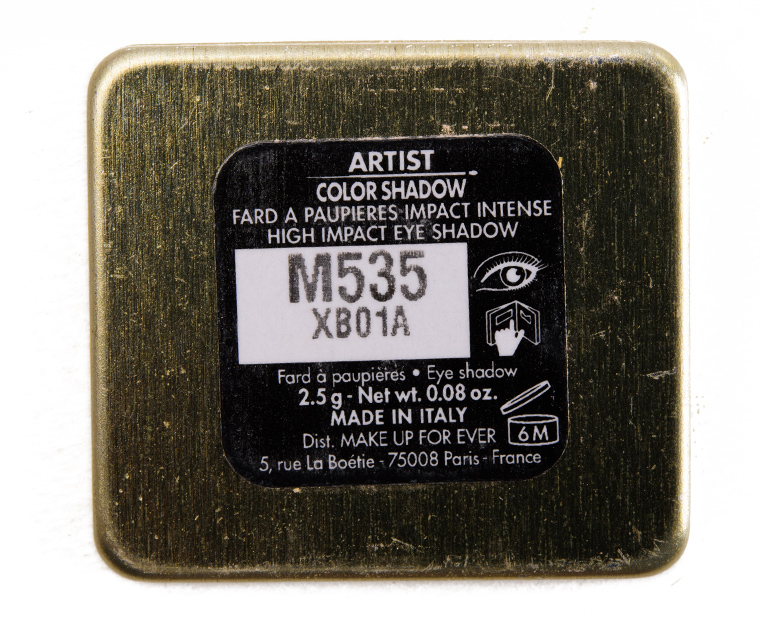 ARTIST
COLOR SHADOW
FARD A PAUPIERES IMPACT INTENSE
HIGH IMPACT EYE SHADOW
M535
XB01A
Fard à paupières • Eye shadow
2.5 g - Net wt. 0.08 oz.
MADE IN ITALY
Dist. MAKE UP FOR EVER
6M
5, rue La Boétie - 75008 Paris - France